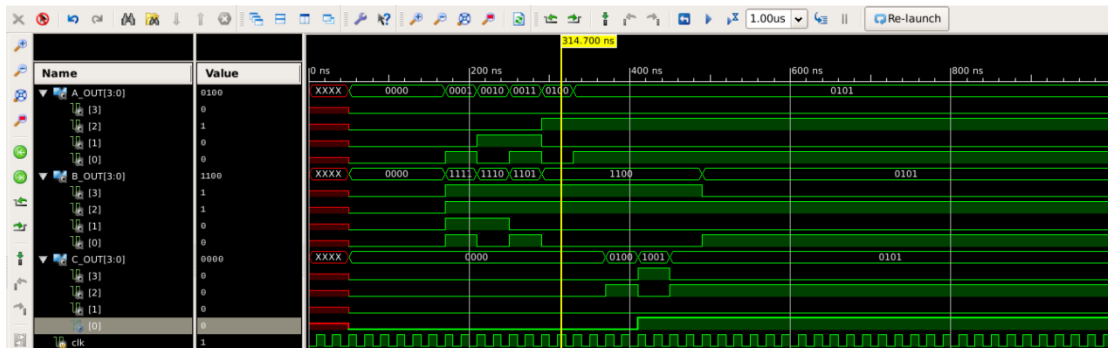 1.00us Re-launch
314.700 ns
Name Value 0 ns 200 ns 400 ns 600 ns 800 ns
A_OUT[3:0] 0100 XXXX 0000 0001 0010 0011 0100 0101
[3] 0
[2] 1
[1] 0
[0] 0
B_OUT[3:0] 1100 XXXX 0000 1111 1110 1101 1100 0101
[3] 1
[2] 1
[1] 0
[0] 0
C_OUT[3:0] 0000 XXXX 0000 0100 1001 0101
[3] 0
[2] 0
[1] 0
[0] 0
clk 1